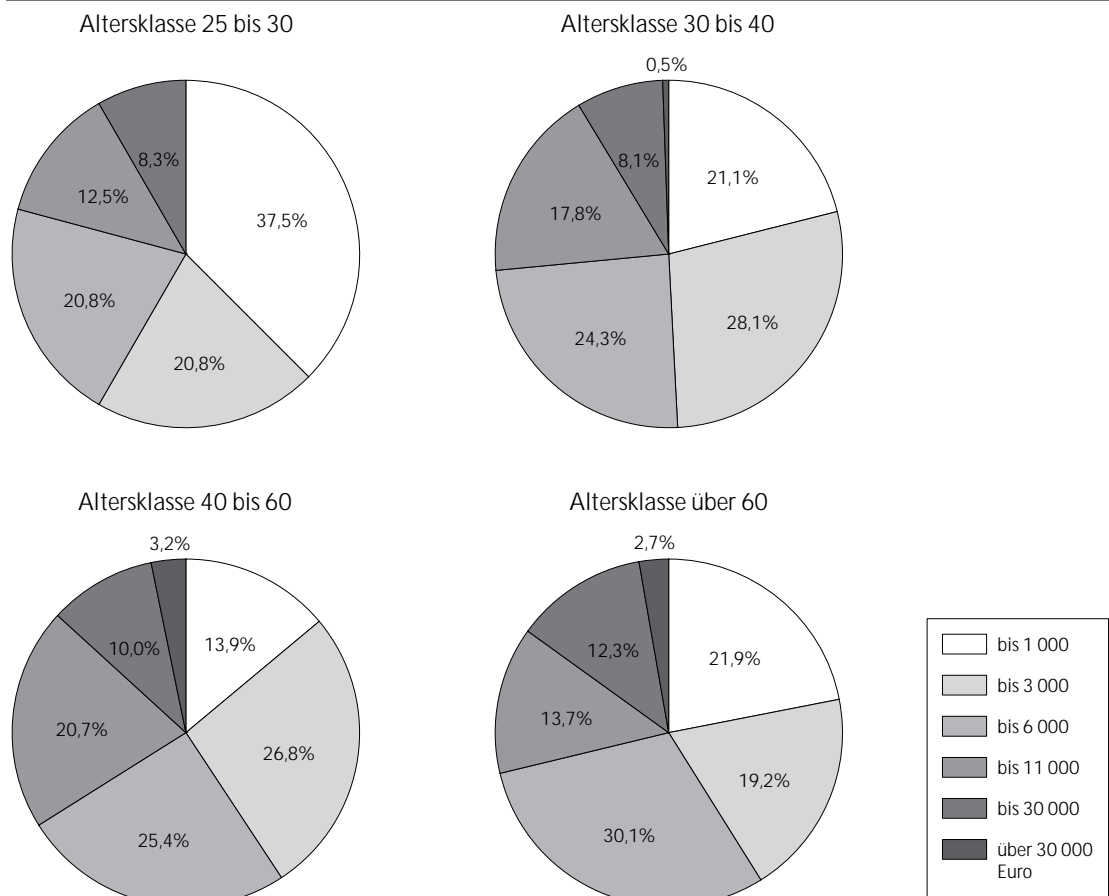 Altersklasse 25 bis 30
8,3%
12,5%
37,5%
20,8%
20,8%
Altersklasse 30 bis 40
0,5%
8,1%
21,1%
17,8%
28,1%
24,3%
Altersklasse 40 bis 60
3,2%
10,0%
13,9%
20,7%
26,8%
25,4%
Altersklasse über 60
2,7%
12,3%
21,9%
13,7%
19,2%
30,1%
bis 1 000
bis 3 000
bis 6 000
bis 11 000
bis 30 000
über 30 000
Euro